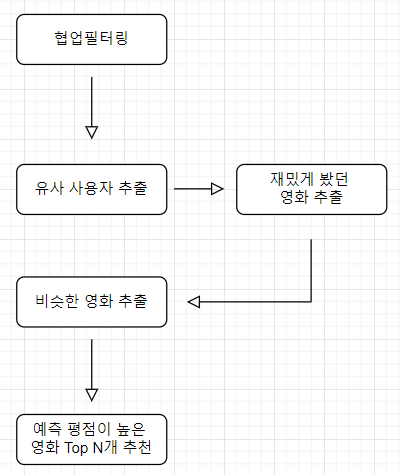 협업필터링
유사 사용자 추출
재밌게 봤던
영화 추출
비슷한 영화 추출
예측 평점이 높은
영화 Top N개 추천